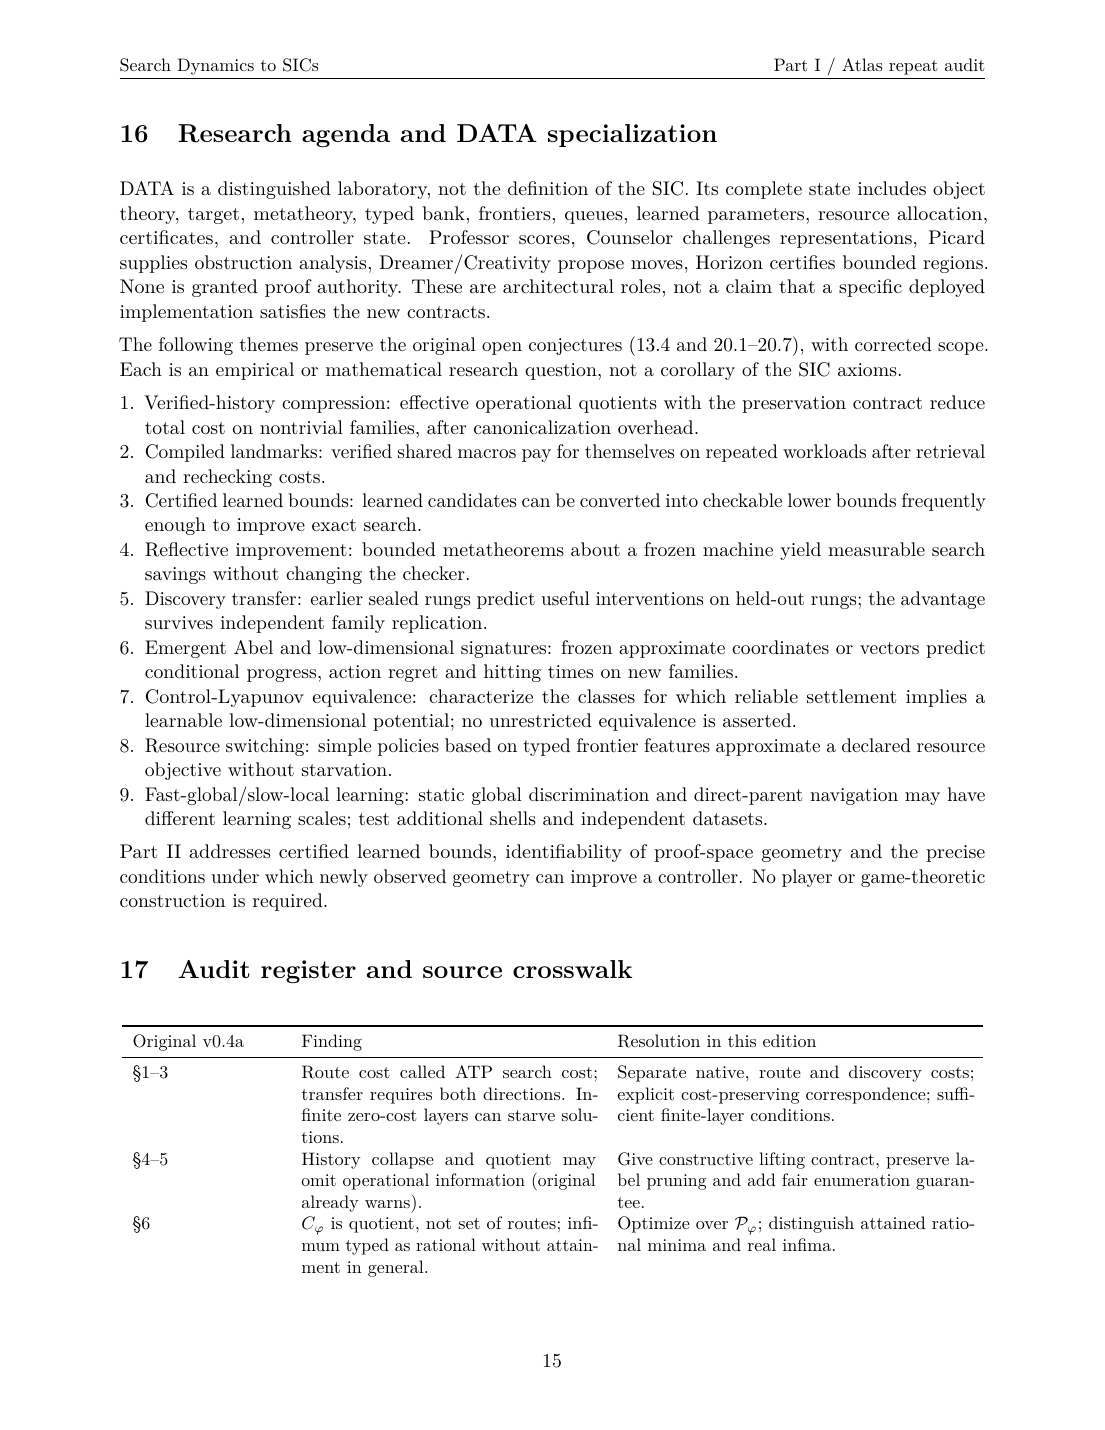 Search Dynamics to SICs Part I / Atlas repeat audit
16 Research agenda and DATA specialization
DATA is a distinguished laboratory, not the definition of the SIC. Its complete state includes object
theory, target, metatheory, typed bank, frontiers, queues, learned parameters, resource allocation,
certificates, and controller state. Professor scores, Counselor challenges representations, Picard
supplies obstruction analysis, Dreamer/Creativity propose moves, Horizon certifies bounded regions.
None is granted proof authority. These are architectural roles, not a claim that a specific deployed
implementation satisfies the new contracts.
The following themes preserve the original open conjectures (13.4 and 20.1–20.7), with corrected scope.
Each is an empirical or mathematical research question, not a corollary of the SIC axioms.
1. Verified-history compression: effective operational quotients with the preservation contract reduce
total cost on nontrivial families, after canonicalization overhead.
2. Compiled landmarks: verified shared macros pay for themselves on repeated workloads after retrieval
and rechecking costs.
3. Certified learned bounds: learned candidates can be converted into checkable lower bounds frequently
enough to improve exact search.
4. Reflective improvement: bounded metatheorems about a frozen machine yield measurable search
savings without changing the checker.
5. Discovery transfer: earlier sealed rungs predict useful interventions on held-out rungs; the advantage
survives independent family replication.
6. Emergent Abel and low-dimensional signatures: frozen approximate coordinates or vectors predict
conditional progress, action regret and hitting times on new families.
7. Control-Lyapunov equivalence: characterize the classes for which reliable settlement implies a
learnable low-dimensional potential; no unrestricted equivalence is asserted.
8. Resource switching: simple policies based on typed frontier features approximate a declared resource
objective without starvation.
9. Fast-global/slow-local learning: static global discrimination and direct-parent navigation may have
different learning scales; test additional shells and independent datasets.
Part II addresses certified learned bounds, identifiability of proof-space geometry and the precise
conditions under which newly observed geometry can improve a controller. No player or game-theoretic
construction is required.
17 Audit register and source crosswalk
Original v0.4a Finding Resolution in this edition
§1–3 Route cost called ATP search cost; Separate native, route and discovery costs;
transfer requires both directions. In- explicit cost-preserving correspondence; suffi-
finite zero-cost layers can starve solu- cient finite-layer conditions.
tions.
§4–5 History collapse and quotient may Give constructive lifting contract, preserve la-
omit operational information (original bel pruning and add fair enumeration guaran-
already warns). tee.
§6 Cφ is quotient, not set of routes; infi- Optimize over 𝒫φ; distinguish attained ratio-
mum typed as rational without attain- nal minima and real infima.
ment in general.
15